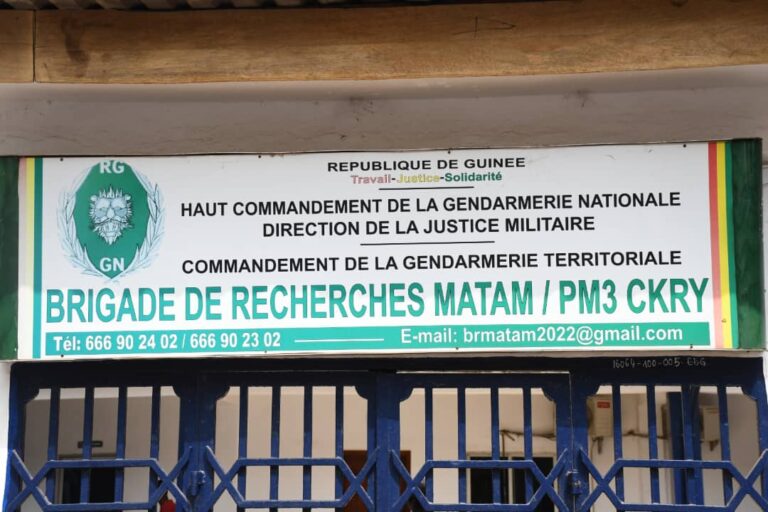 RG
GN
REPUBLIQUE DE GUINEE
Travail-Justice-Solidarité
HAUT COMMANDEMENT DE LA GENDARMERIE NATIONALE
DIRECTION DE LA JUSTICE MILITAIRE
COMMANDEMENT DE LA GENDARMERIE TERRITORIALE
BRIGADE DE RECHERCHES MATAM / PM3 CKRY
Tél: 666 90 24 02 / 666 90 23 02 E-mail: brmatam2022@gmail.com